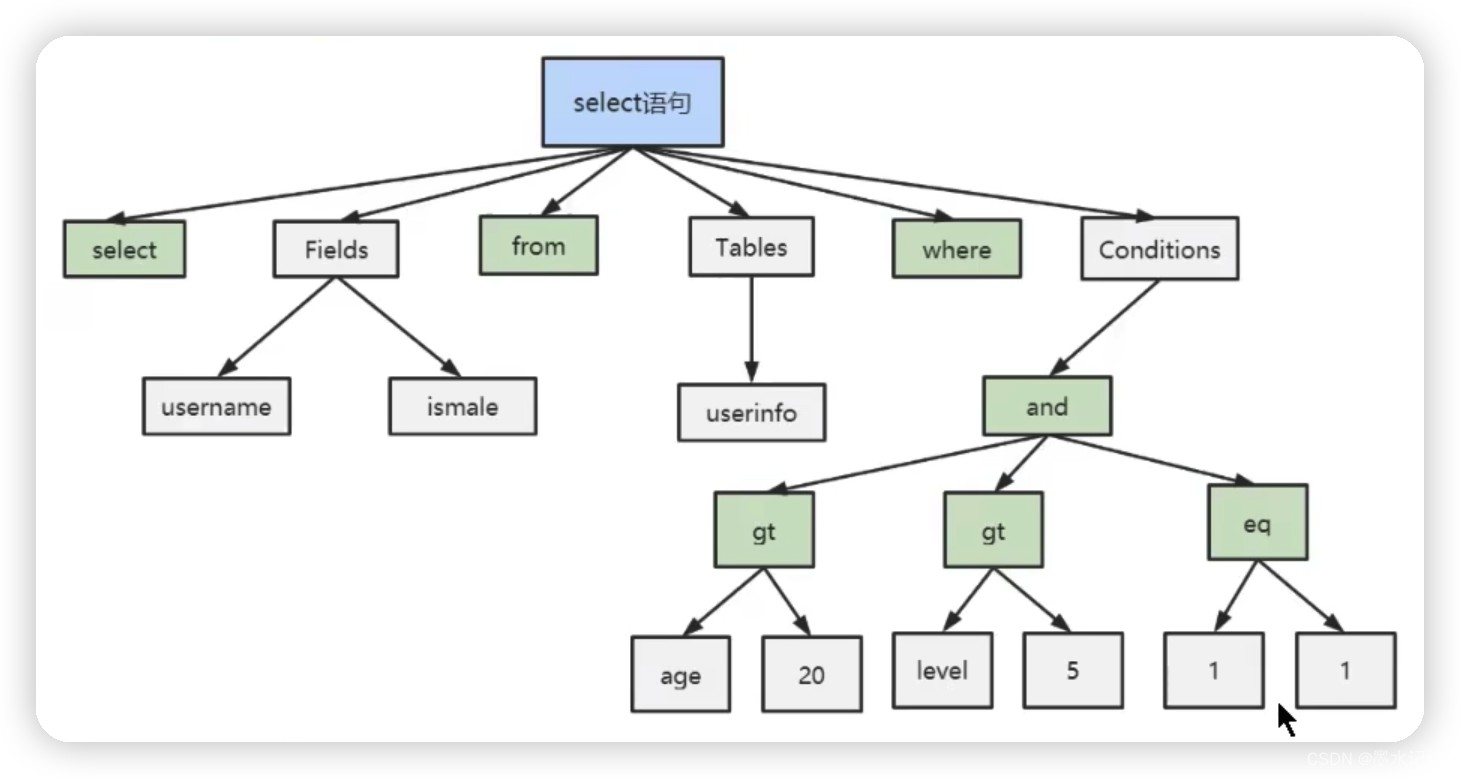 select语句
select
Fields
from
Tables
where
Conditions
username
ismale
userinfo
and
gt
gt
eq
age
20
level
5
1
1
CSDN